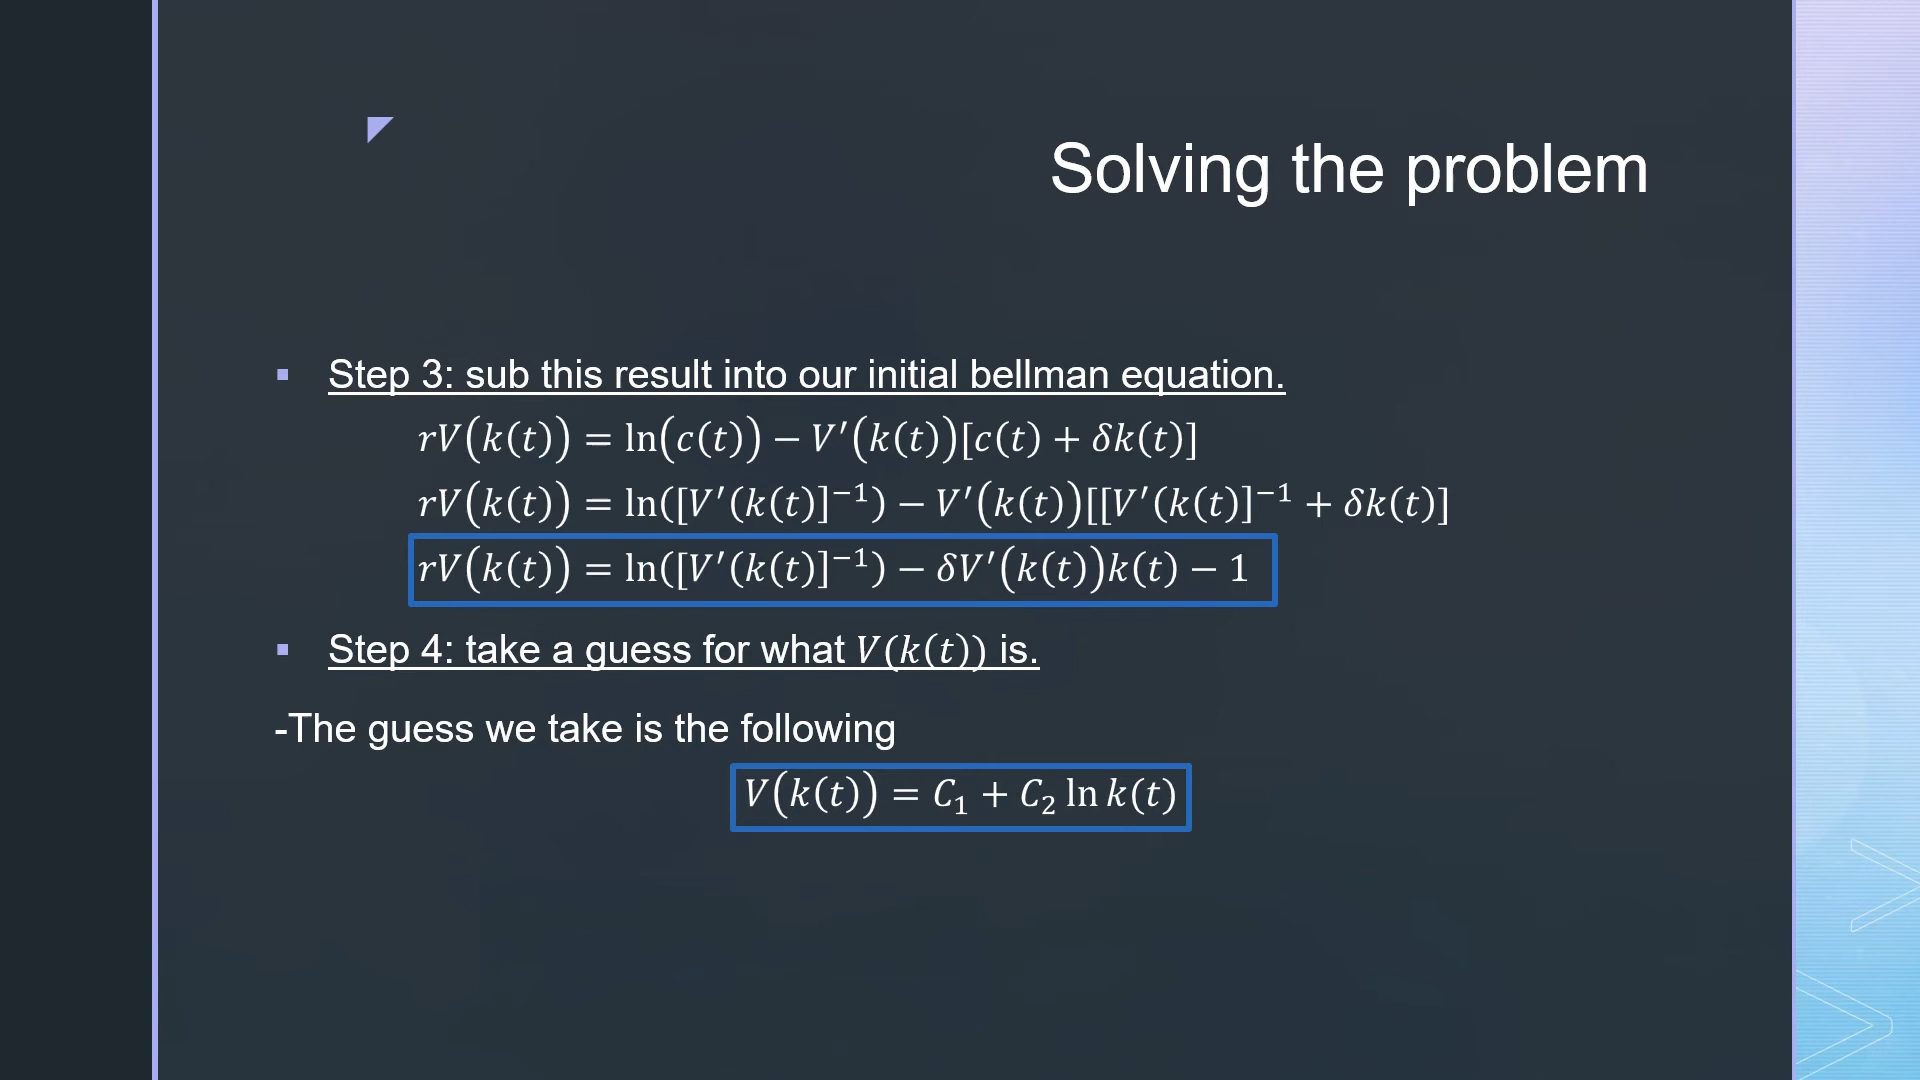 Solving the problem
▪ Step 3: sub this result into our initial bellman equation.
𝑟𝑉(𝑘(𝑡)) = ln(𝑐(𝑡)) − 𝑉′(𝑘(𝑡))[𝑐(𝑡) + 𝛿𝑘(𝑡)]
𝑟𝑉(𝑘(𝑡)) = ln([𝑉′(𝑘(𝑡)]⁻¹) − 𝑉′(𝑘(𝑡))[[𝑉′(𝑘(𝑡)]⁻¹ + 𝛿𝑘(𝑡)]
𝑟𝑉(𝑘(𝑡)) = ln([𝑉′(𝑘(𝑡)]⁻¹) − 𝛿𝑉′(𝑘(𝑡))𝑘(𝑡) − 1
▪ Step 4: take a guess for what 𝑉(𝑘(𝑡)) is.
-The guess we take is the following
𝑉(𝑘(𝑡)) = 𝐶₁ + 𝐶₂ ln 𝑘(𝑡)